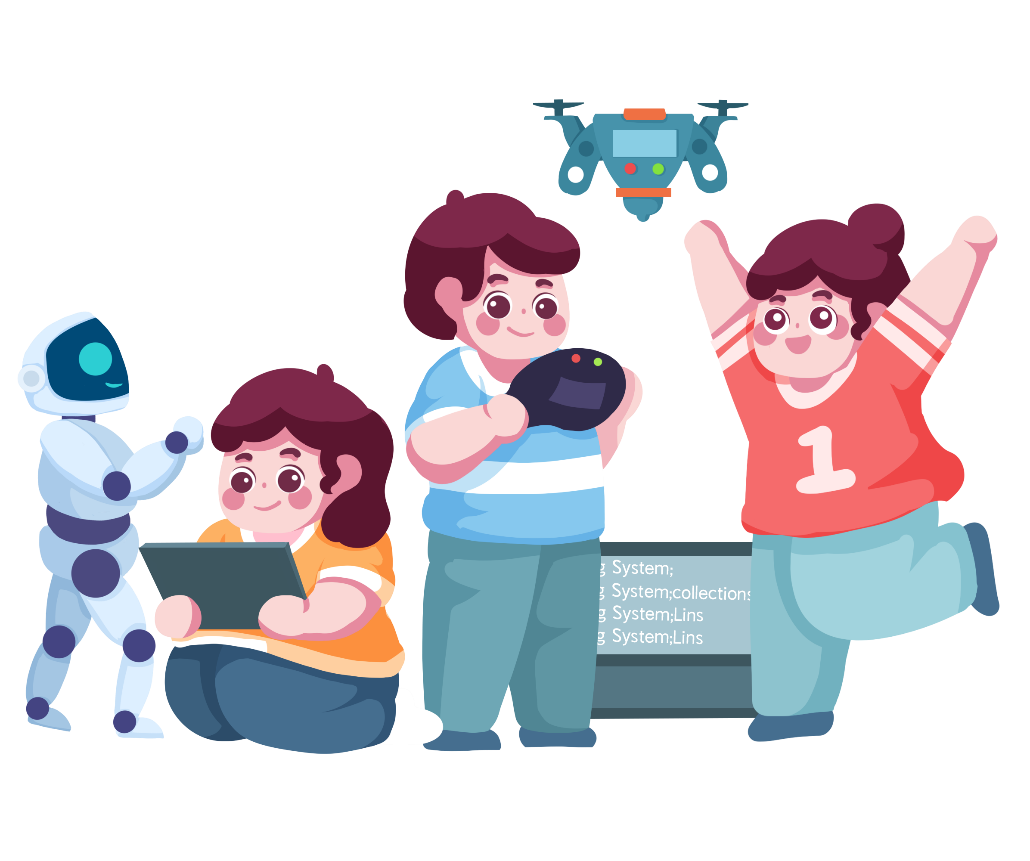 g System;
g System;collections
g System;Lins
g System;Lins
1